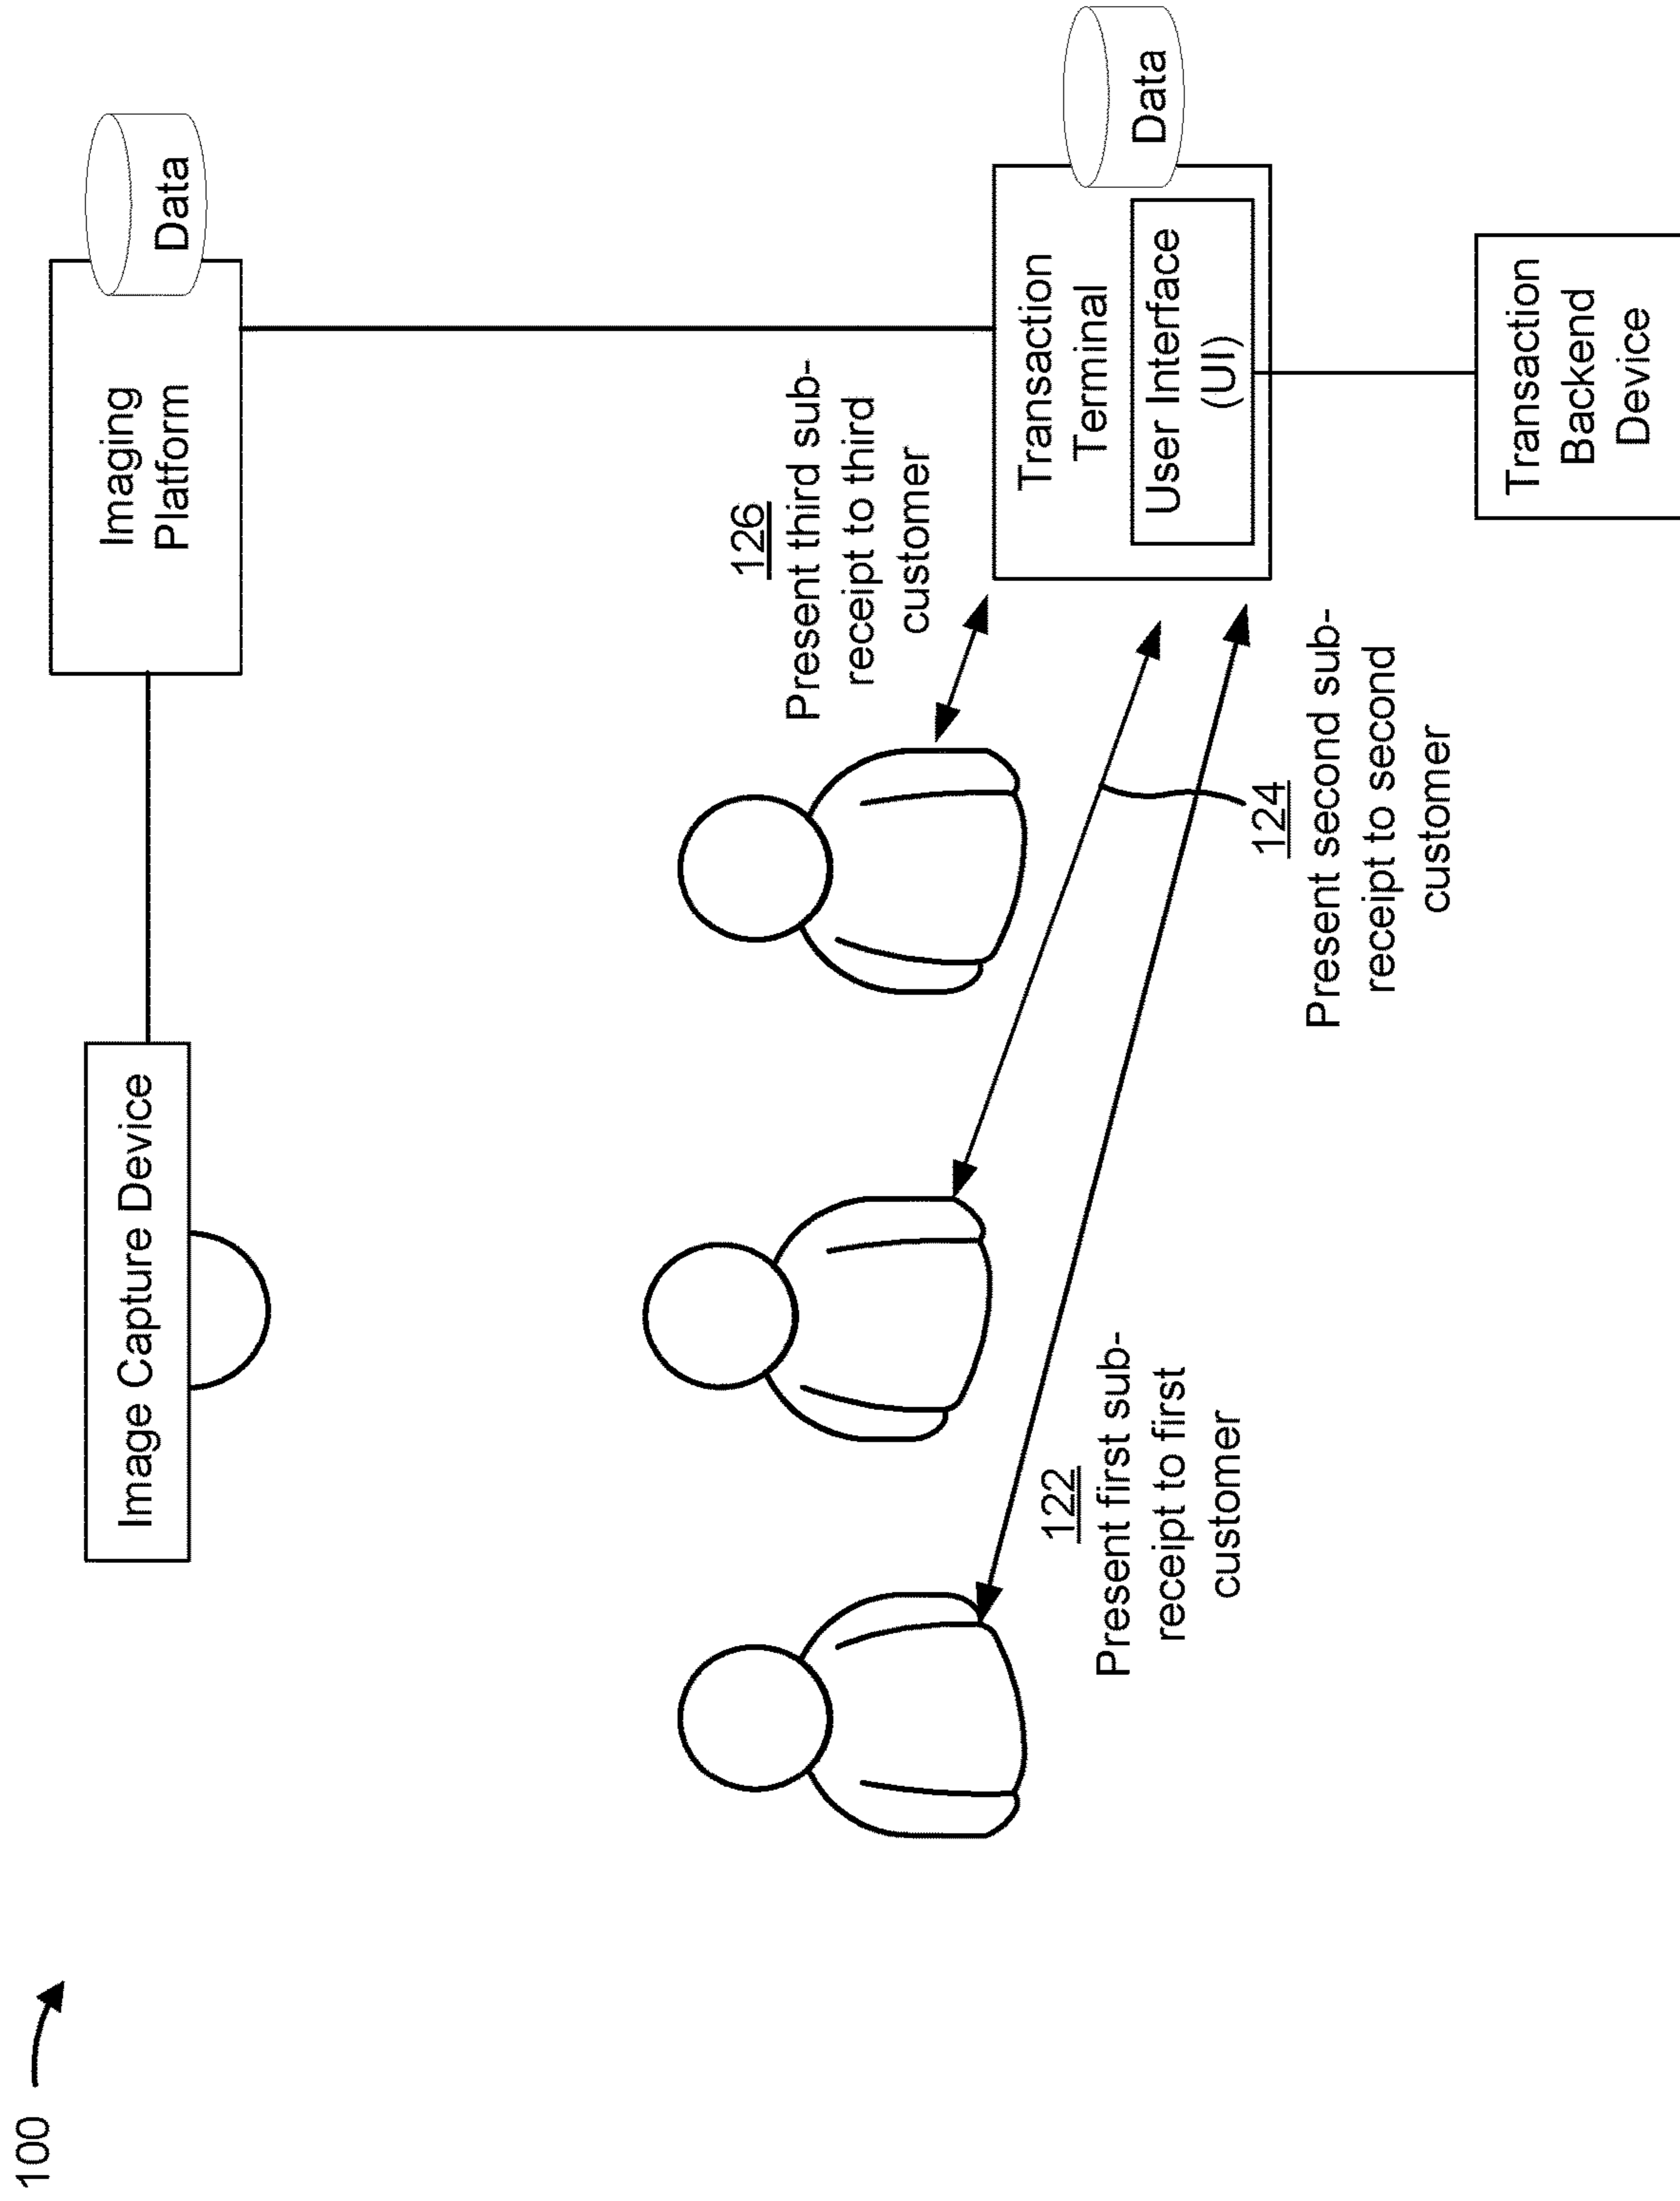 100
Image Capture Device
Imaging
Platform
Data
126
Present third sub-
receipt to third
customer
122
Present first sub-
receipt to first
customer
124
Present second sub-
receipt to second
customer
Transaction
Terminal
User Interface
(UI)
Data
Transaction
Backend
Device